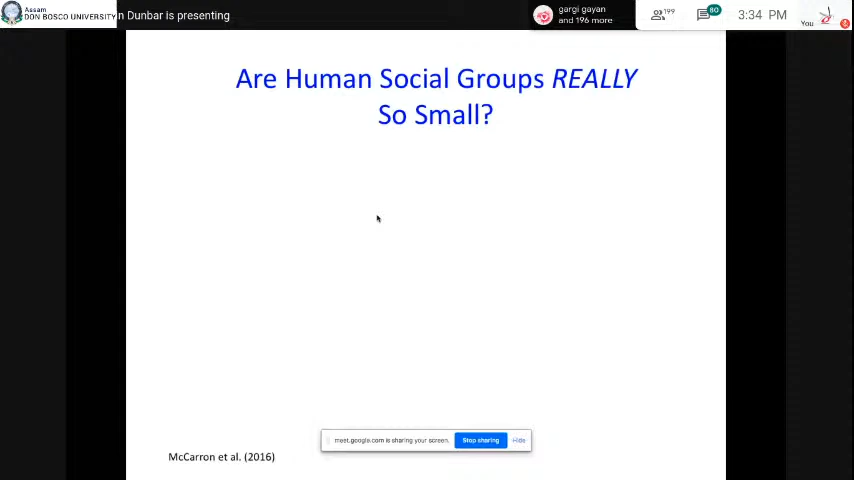 Assam
DON BOSCO UNIVERSITY
n Dunbar is presenting
gargi gayan
and 196 more
199
80
3:34 PM
You
Are Human Social Groups REALLY
So Small?
meet.google.com is sharing your screen.
Stop sharing
Hide
McCarron et al. (2016)